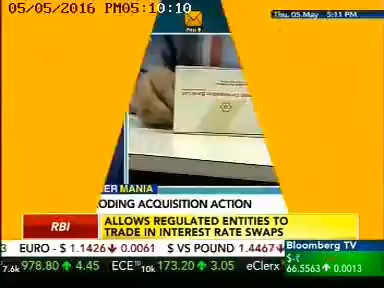 05/05/2016 PM05:10:10
Thu, 05.May 5:11 PM
ER MANIA
ODING ACQUISITION ACTION
RBI
ALLOWS REGULATED ENTITIES TO
TRADE IN INTEREST RATE SWAPS
3 EURO - $ 1.1426 0.0061 $ VS POUND 1.4467
Bloomberg TV
$-₹
66.5563 0.0013
7.6k 978.80 4.45 ECE 10k 173.20 3.05 eClerx